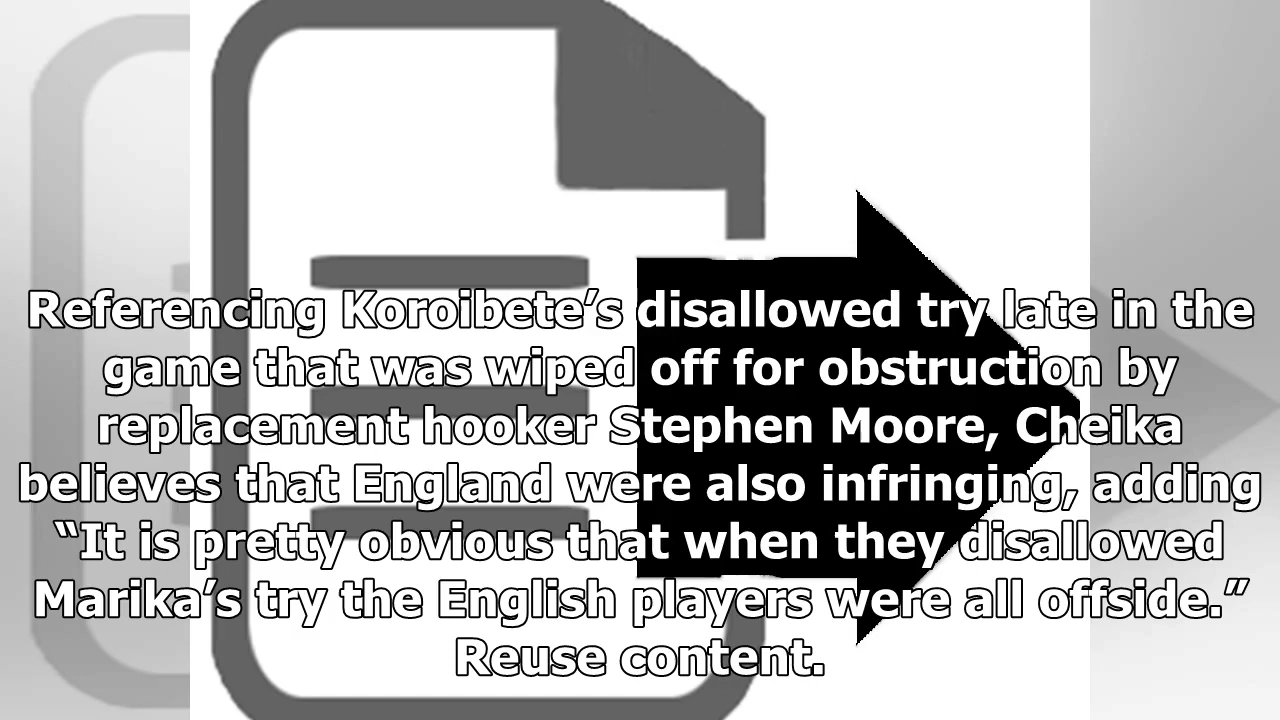 Referencing Koroibete’s disallowed try late in the
game that was wiped off for obstruction by
replacement hooker Stephen Moore, Cheika
believes that England were also infringing, adding
“It is pretty obvious that when they disallowed
Marika’s try the English players were all offside.”
Reuse content.